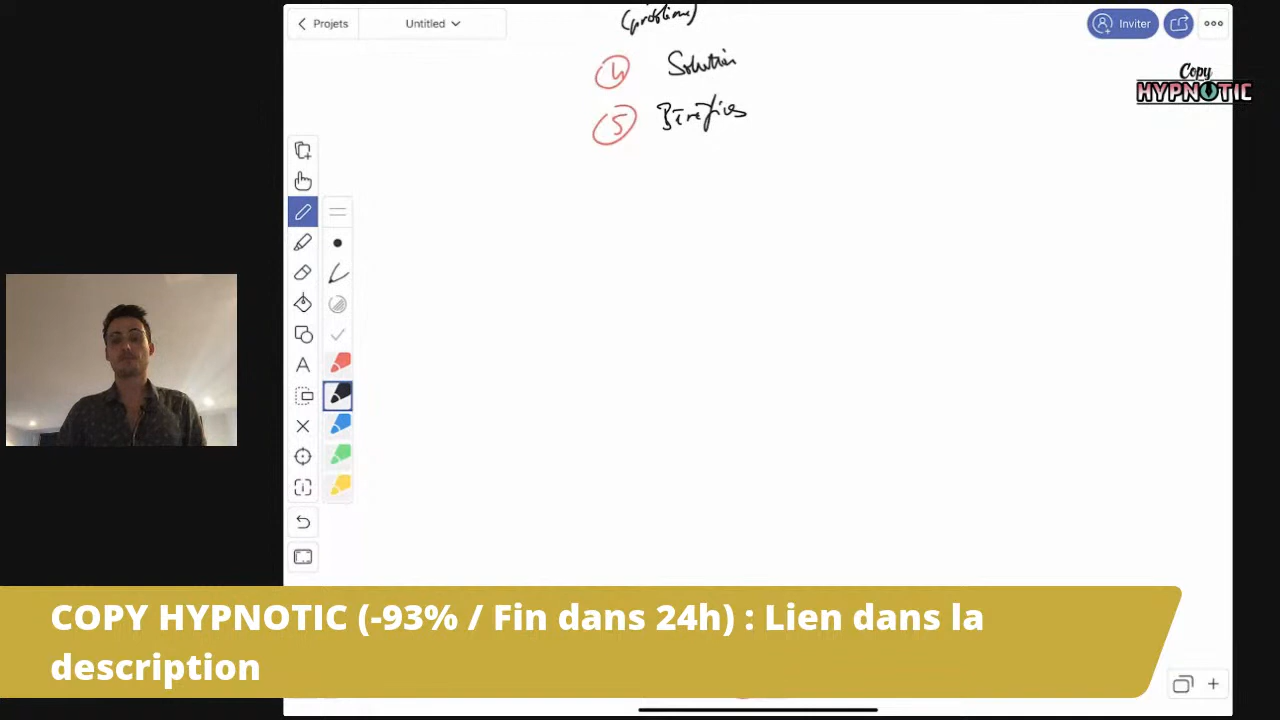 (problème)
Projets
Untitled
Inviter
Copy
HYPNOTIC
4 Solution
5 Bénéfices
A
COPY HYPNOTIC (-93% / Fin dans 24h) : Lien dans la
description